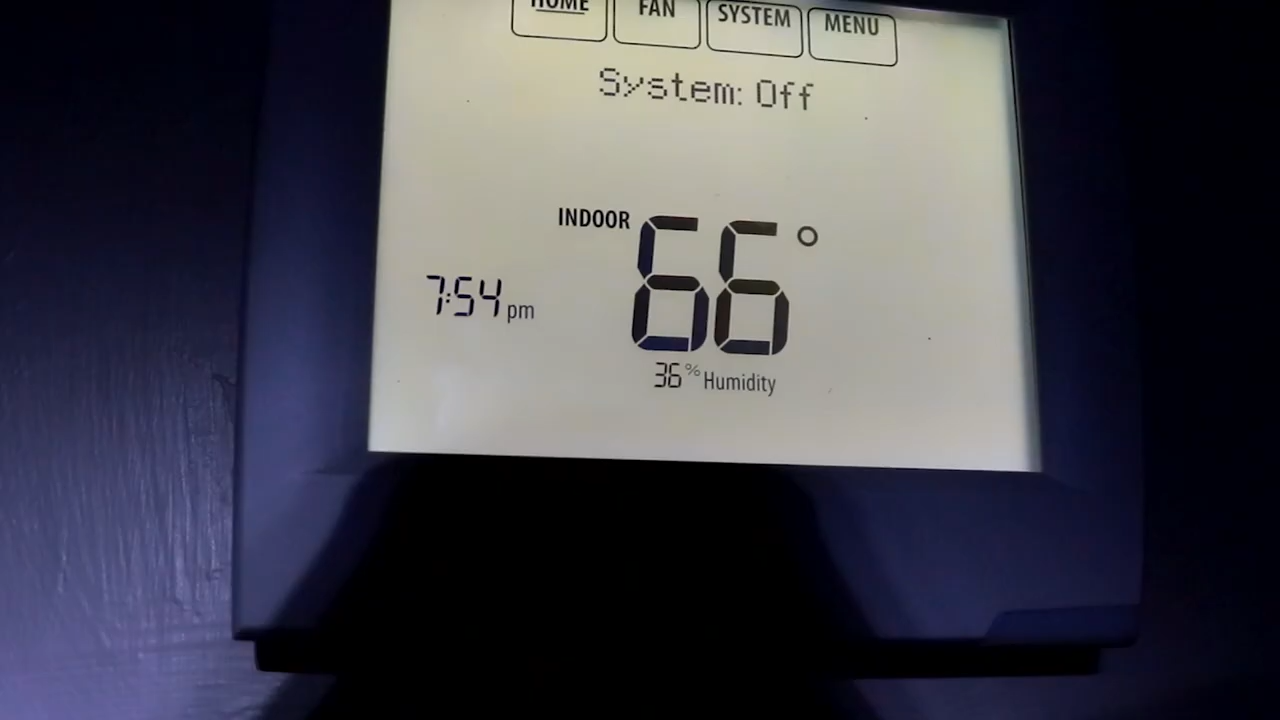 HOME FAN SYSTEM MENU
System: Off
INDOOR 66°
7:54 pm
36% Humidity